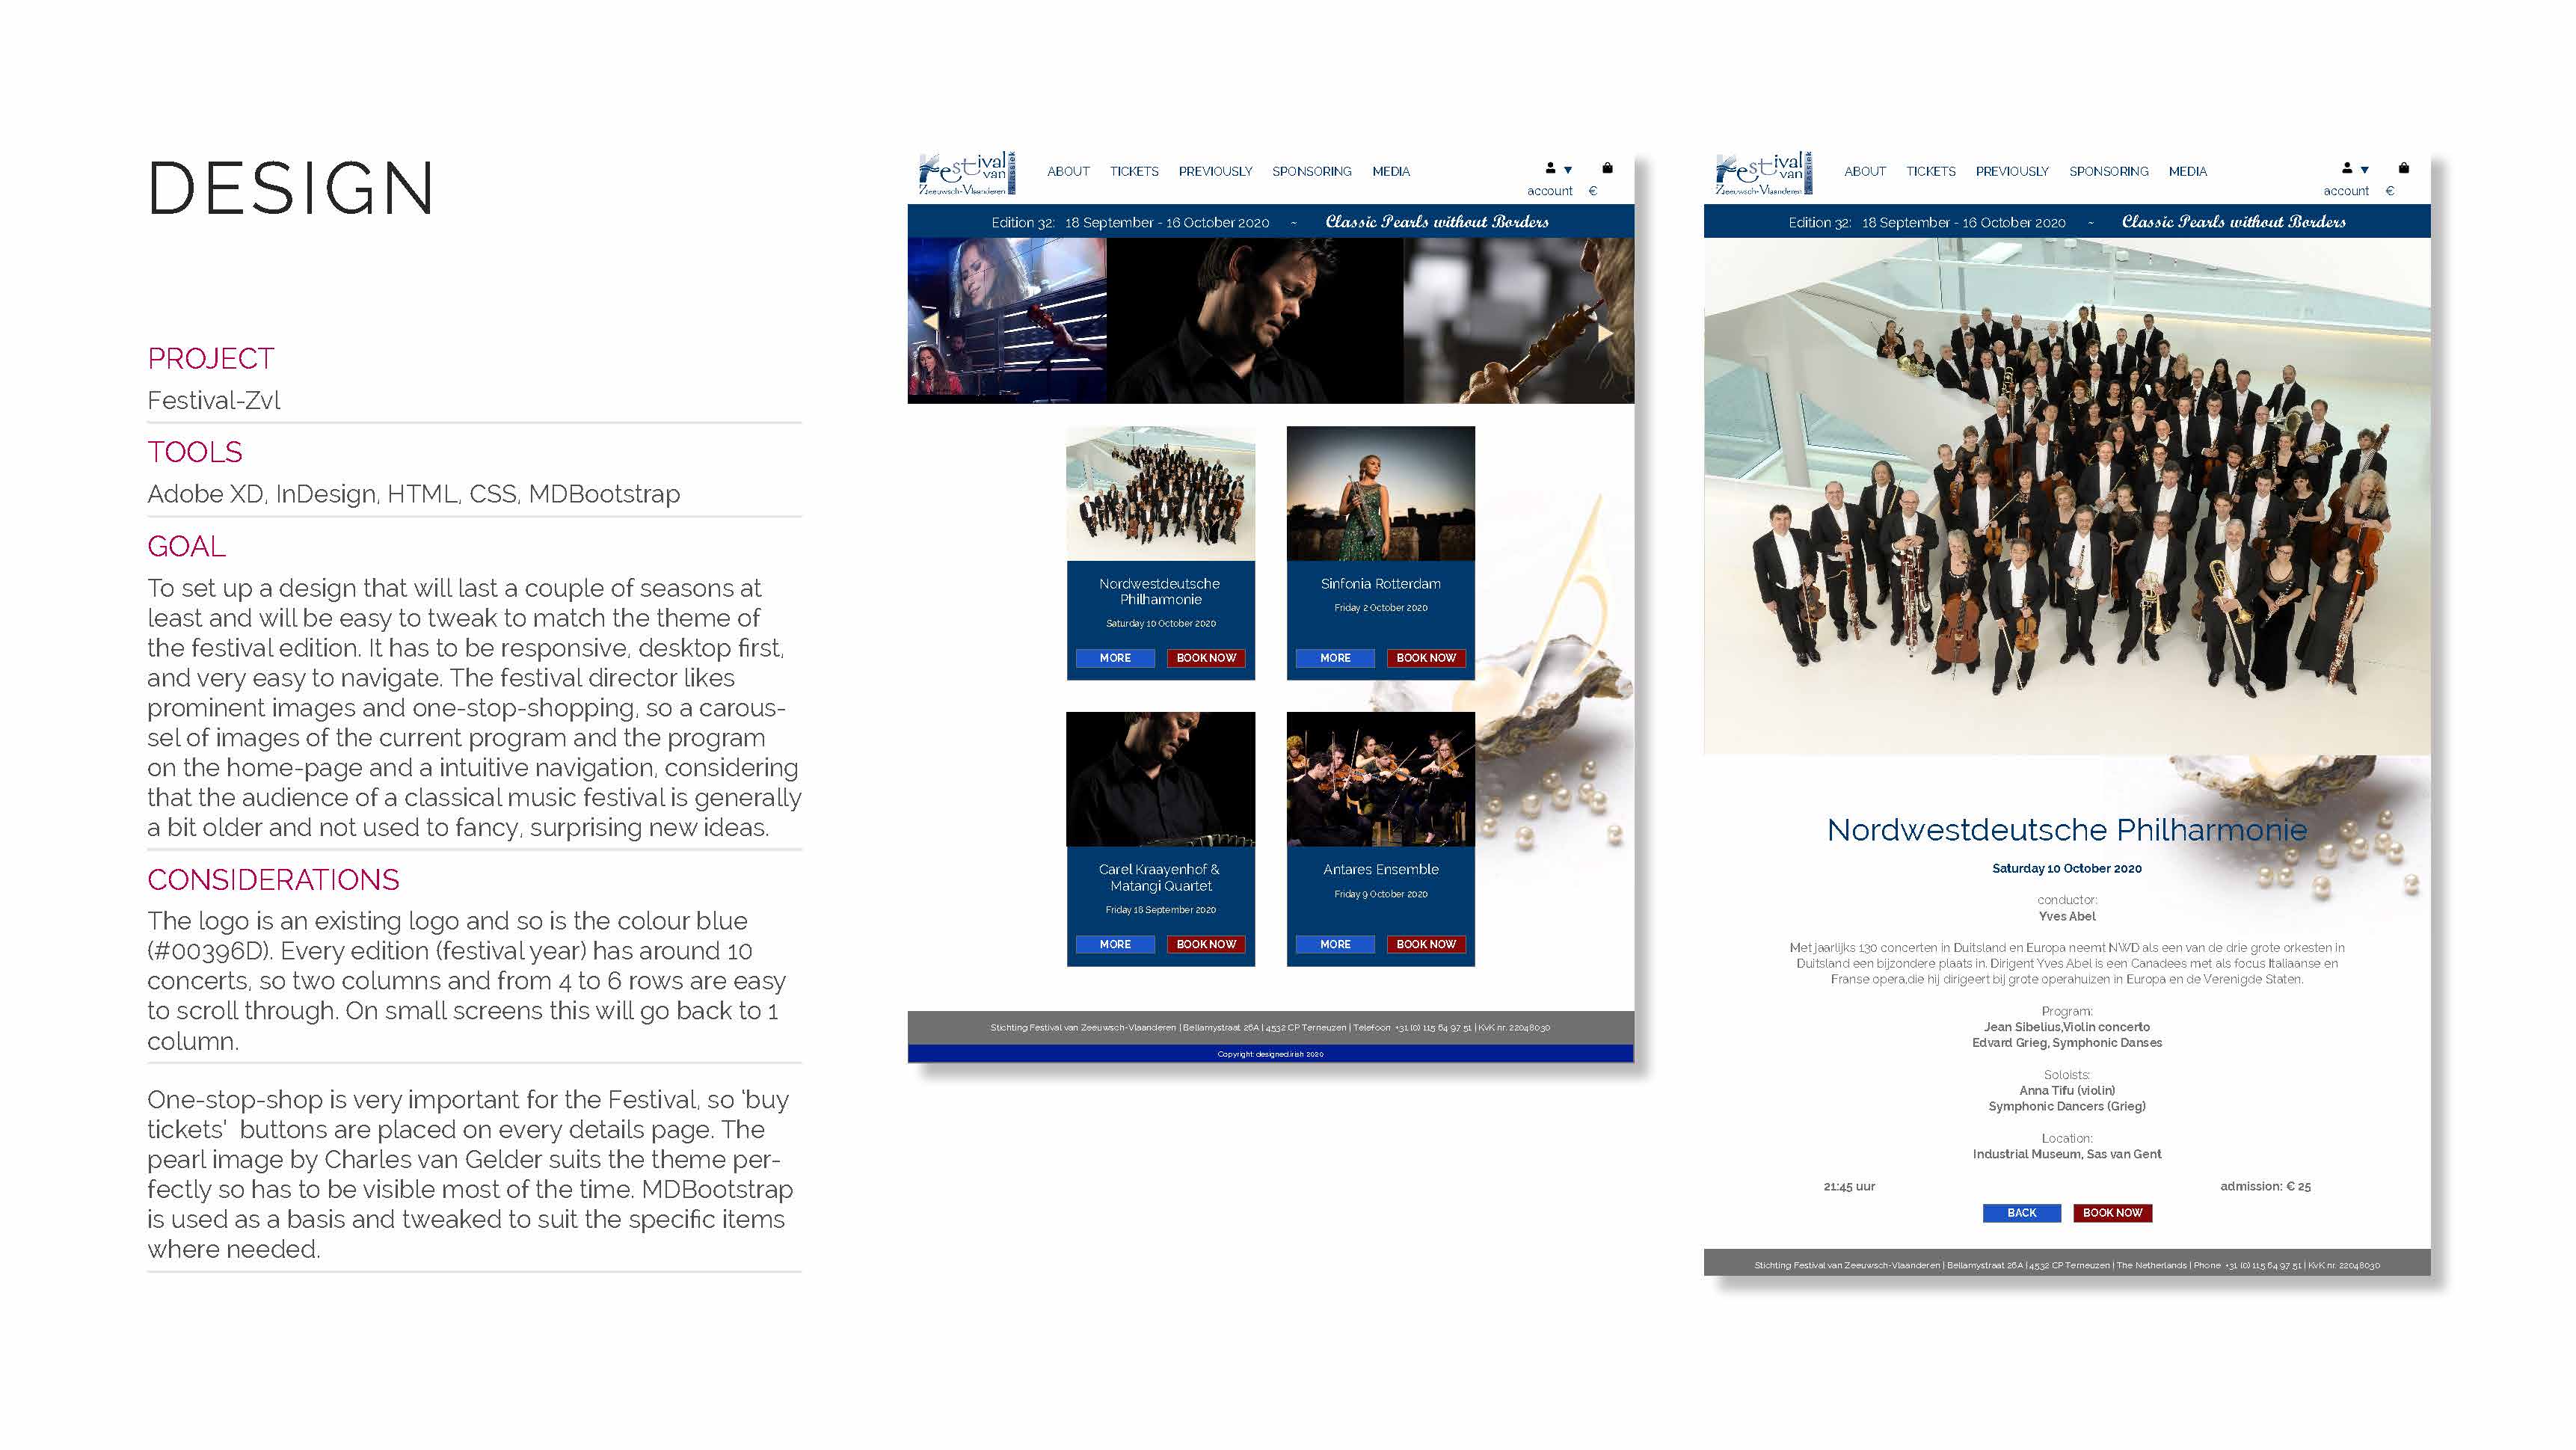 DESIGN
PROJECT
Festival-Zvl
TOOLS
Adobe XD, InDesign, HTML, CSS, MDBootstrap
GOAL
To set up a design that will last a couple of seasons at
least and will be easy to tweak to match the theme of
the festival edition. It has to be responsive, desktop first,
and very easy to navigate. The festival director likes
prominent images and one-stop-shopping, so a carous-
sel of images of the current program and the program
on the home-page and a intuitive navigation, considering
that the audience of a classical music festival is generally
a bit older and not used to fancy, surprising new ideas.
CONSIDERATIONS
The logo is an existing logo and so is the colour blue
(#00396D). Every edition (festival year) has around 10
concerts, so two columns and from 4 to 6 rows are easy
to scroll through. On small screens this will go back to 1
column.
One-stop-shop is very important for the Festival, so 'buy
tickets' buttons are placed on every details page. The
pearl image by Charles van Gelder suits the theme per-
fectly so has to be visible most of the time. MDBootstrap
is used as a basis and tweaked to suit the specific items
where needed.
Festival van
Zeeuwsch-Vlaanderen
klassiek
ABOUT TICKETS PREVIOUSLY SPONSORING MEDIA
account €
Edition 32: 18 September - 16 October 2020 ~ Classic Pearls without Borders
Nordwestdeutsche
Philharmonie
Saturday 10 October 2020
MORE BOOK NOW
Sinfonia Rotterdam
Friday 2 October 2020
MORE BOOK NOW
Carel Kraayenhof &
Matangi Quartet
Friday 18 September 2020
MORE BOOK NOW
Antares Ensemble
Friday 9 October 2020
MORE BOOK NOW
Stichting Festival van Zeeuwsch-Vlaanderen | Bellamystraat 26A | 4532 CP Terneuzen | Telefoon +31 (0) 115 64 97 51 | KvK nr. 22048030
Copyright: designed.irish 2020
Festival van
Zeeuwsch-Vlaanderen
klassiek
ABOUT TICKETS PREVIOUSLY SPONSORING MEDIA
account €
Edition 32: 18 September - 16 October 2020 ~ Classic Pearls without Borders
Nordwestdeutsche Philharmonie
Saturday 10 October 2020
conductor:
Yves Abel
Met jaarlijks 130 concerten in Duitsland en Europa neemt NWD als een van de drie grote orkesten in
Duitsland een bijzondere plaats in. Dirigent Yves Abel is een Canadees met als focus Italiaanse en
Franse opera,die hij dirigeert bij grote operahuizen in Europa en de Verenigde Staten.
Program:
Jean Sibelius,Violin concerto
Edvard Grieg, Symphonic Danses
Soloists:
Anna Tifu (violin)
Symphonic Dancers (Grieg)
Location:
Industrial Museum, Sas van Gent
21:45 uur admission: € 25
BACK BOOK NOW
Stichting Festival van Zeeuwsch-Vlaanderen | Bellamystraat 26A | 4532 CP Terneuzen | The Netherlands | Phone +31 (0) 115 64 97 51 | KvK nr. 22048030